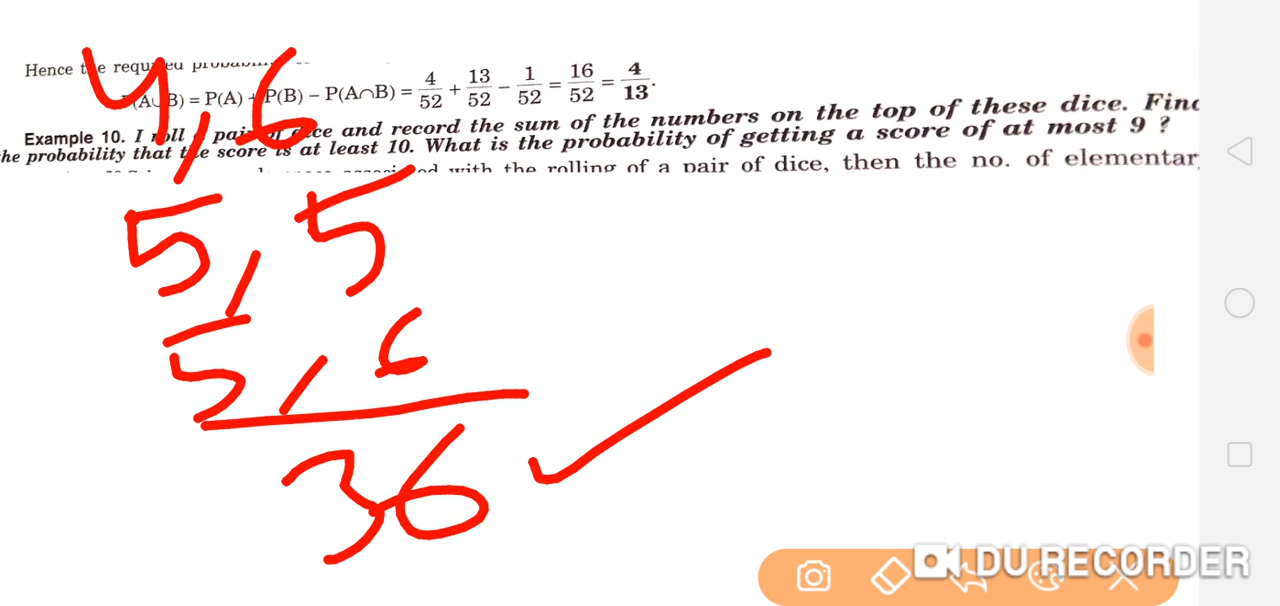 Hence the required
(A∪B) = P(A) + P(B) − P(A∩B) = 4/52 + 13/52 − 1/52 = 16/52 = 4/13.
Example 10. I roll a pair of dice and record the sum of the numbers on the top of these dice. Find
he probability that the score is at least 10. What is the probability of getting a score of at most 9 ?
with the rolling of a pair of dice, then the no. of elementar
4, 6
5, 5
5, 6
36
DU RECORDER